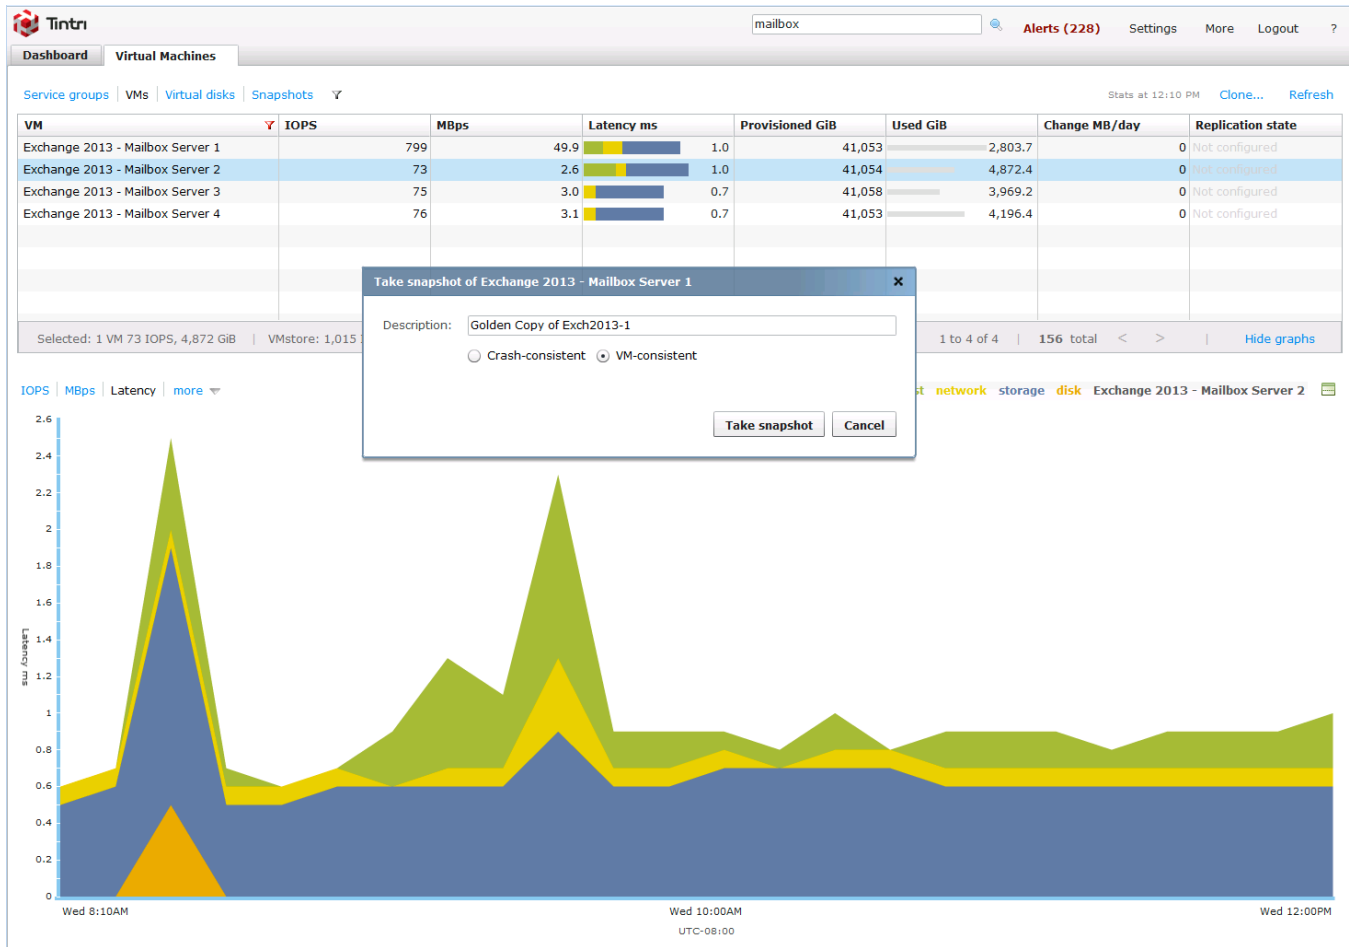 Tintri
mailbox
Alerts (228) Settings More Logout ?
Dashboard Virtual Machines
Service groups VMs Virtual disks Snapshots
Stats at 12:10 PM Clone... Refresh
VM IOPS MBps Latency ms Provisioned GiB Used GiB Change MB/day Replication state
Exchange 2013 - Mailbox Server 1 799 49.9 1.0 41,053 2,803.7 0 Not configured
Exchange 2013 - Mailbox Server 2 73 2.6 1.0 41,054 4,872.4 0 Not configured
Exchange 2013 - Mailbox Server 3 75 3.0 0.7 41,058 3,969.2 0 Not configured
Exchange 2013 - Mailbox Server 4 76 3.1 0.7 41,053 4,196.4 0 Not configured
Take snapshot of Exchange 2013 - Mailbox Server 1
Description: Golden Copy of Exch2013-1
Crash-consistent VM-consistent
Take snapshot Cancel
Selected: 1 VM 73 IOPS, 4,872 GiB | VMstore: 1,015
1 to 4 of 4 | 156 total < > | Hide graphs
IOPS MBps Latency more
network storage disk Exchange 2013 - Mailbox Server 2
2.6
2.4
2.2
2
1.8
1.6
1.4
1.2
1
0.8
0.6
0.4
0.2
0
Latency ms
Wed 8:10AM Wed 10:00AM Wed 12:00PM
UTC-08:00